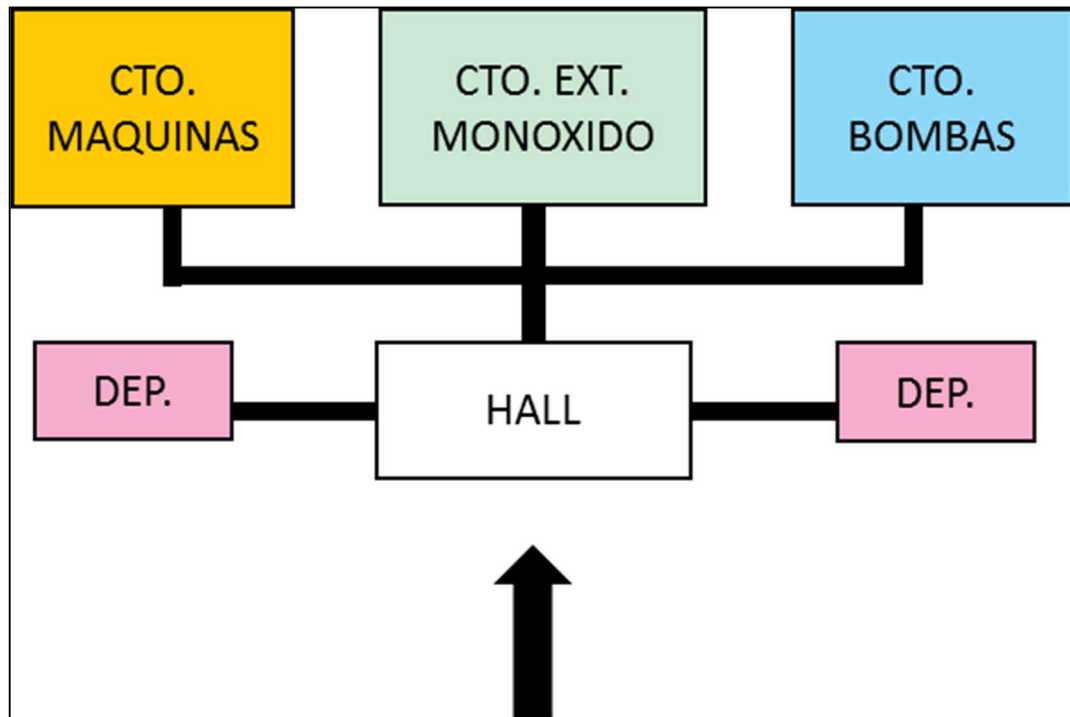 CTO.
MAQUINAS
CTO. EXT.
MONOXIDO
CTO.
BOMBAS
DEP.
HALL
DEP.